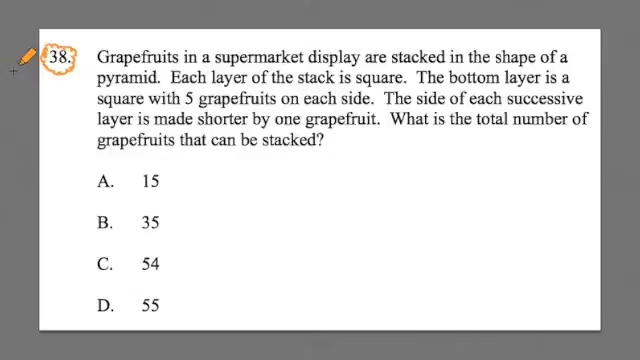 38. Grapefruits in a supermarket display are stacked in the shape of a
pyramid. Each layer of the stack is square. The bottom layer is a
square with 5 grapefruits on each side. The side of each successive
layer is made shorter by one grapefruit. What is the total number of
grapefruits that can be stacked?
A. 15
B. 35
C. 54
D. 55